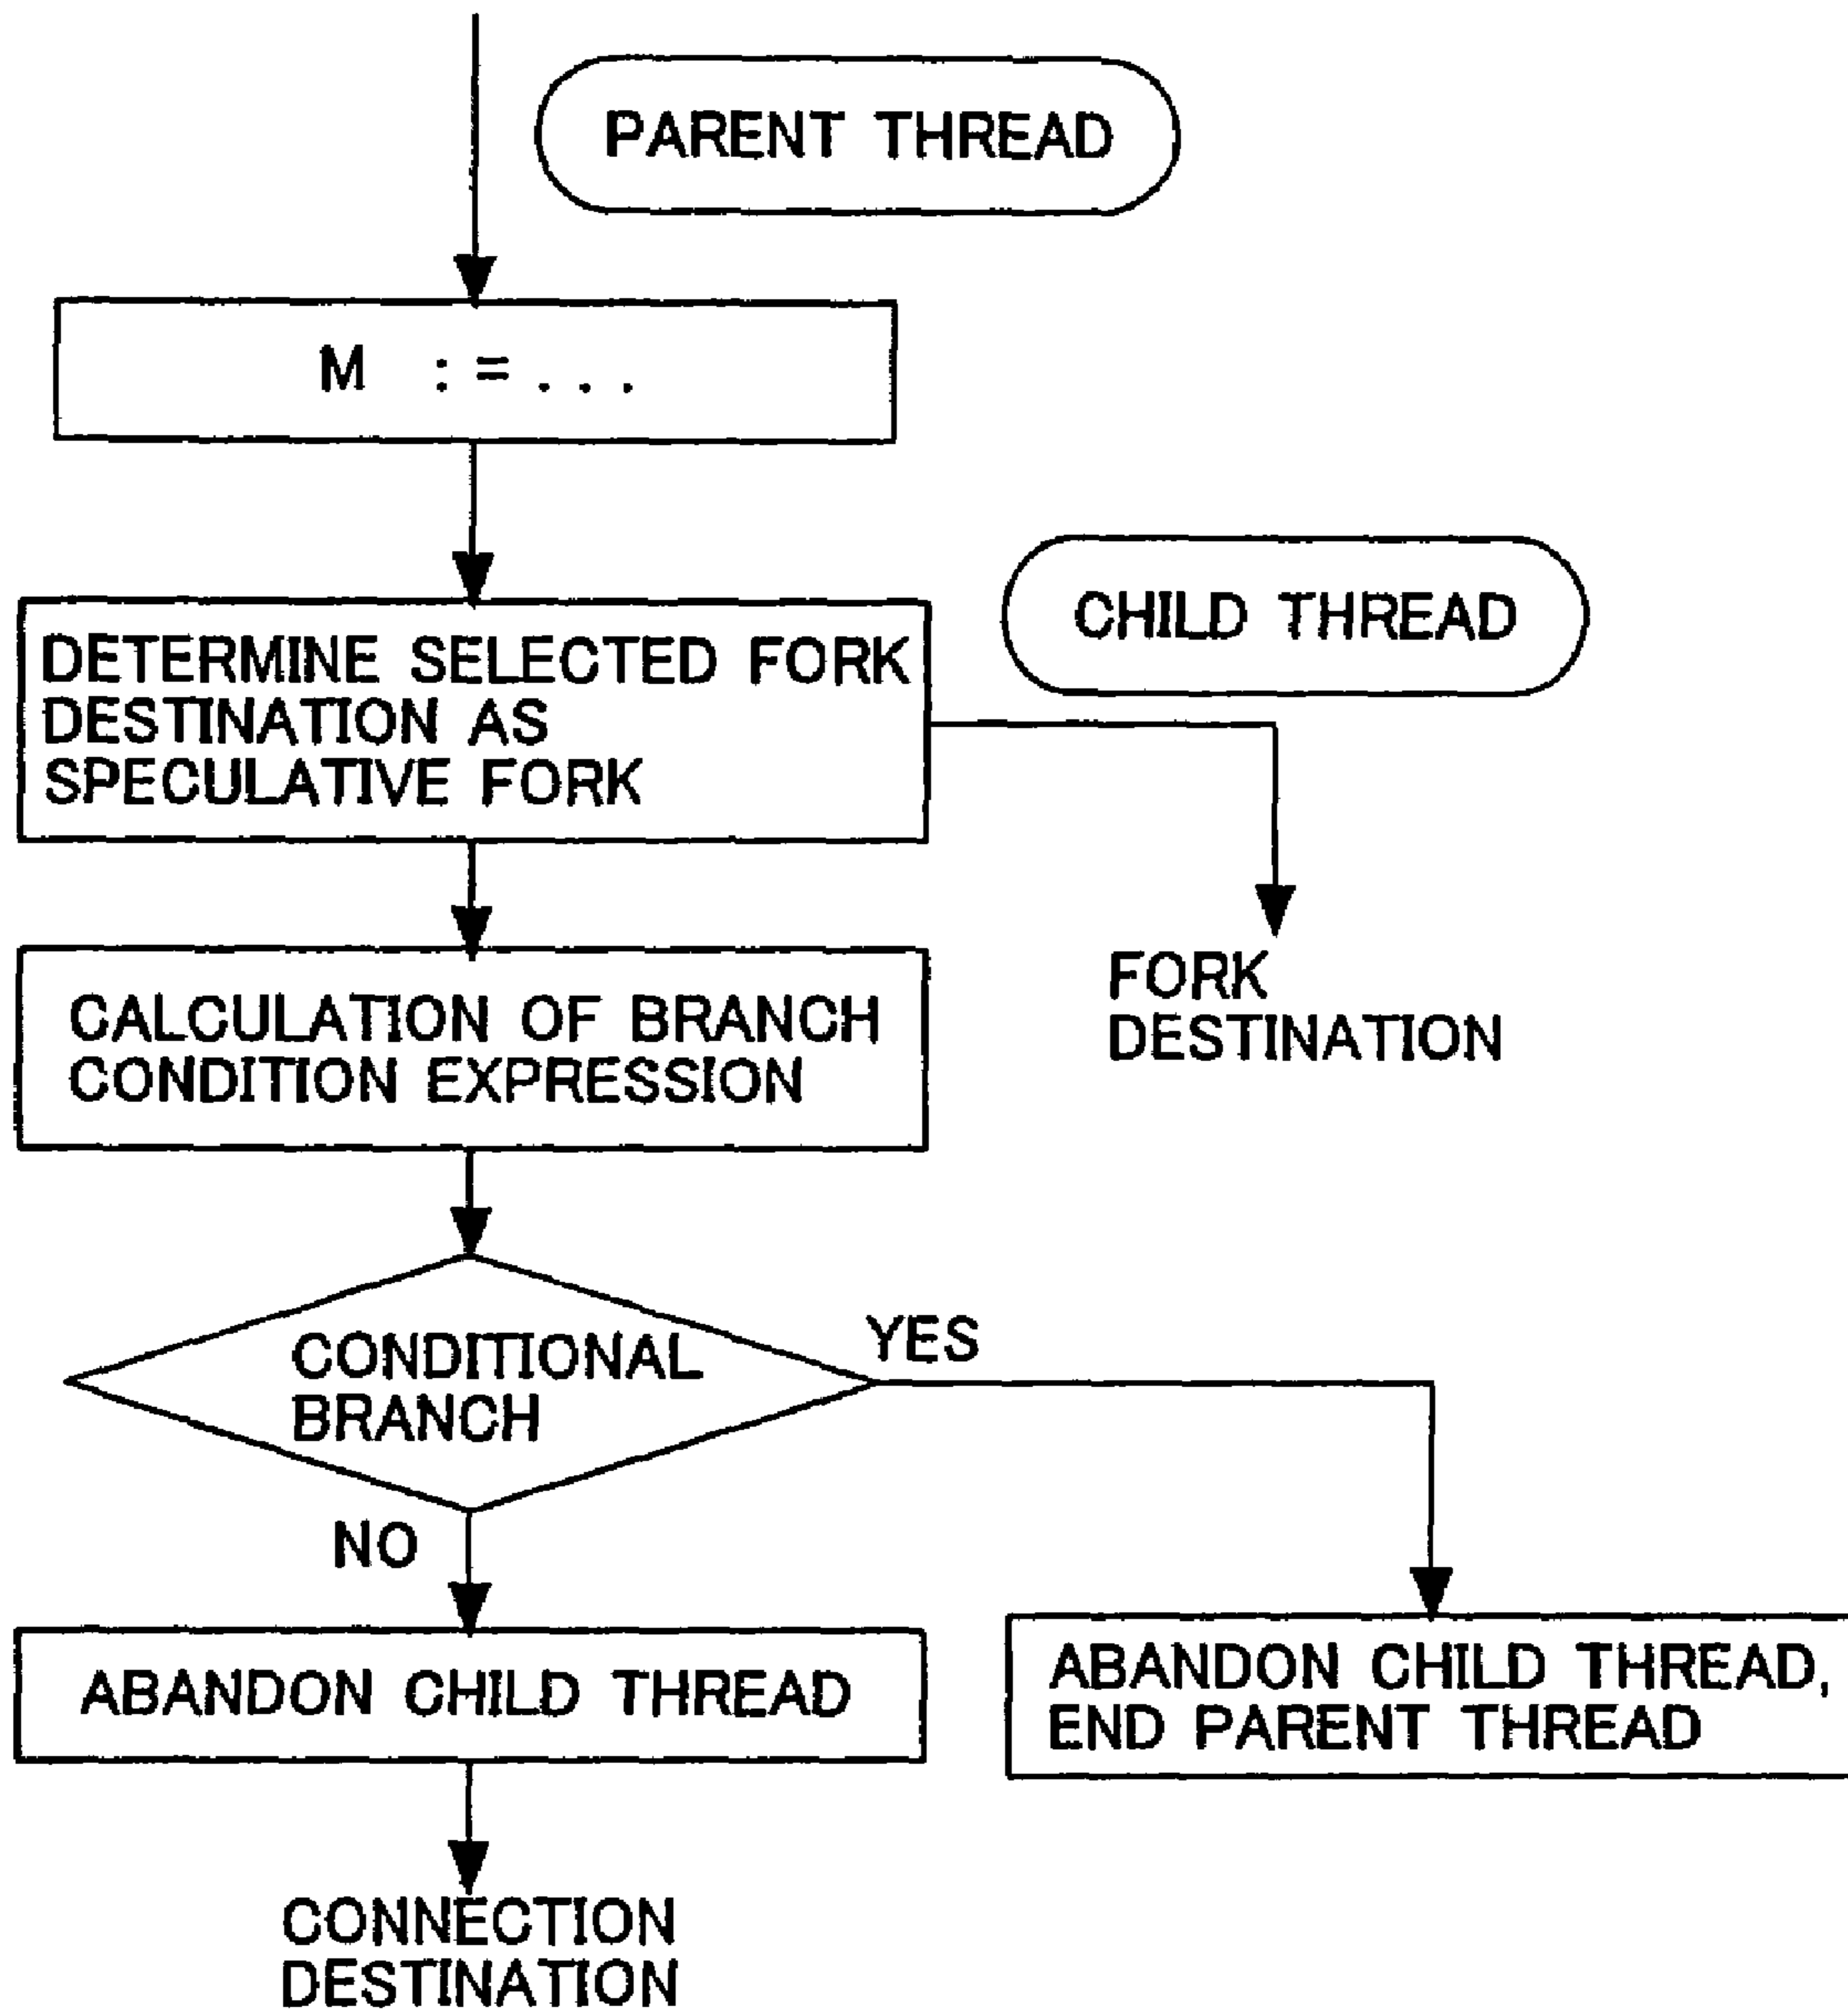 PARENT THREAD
M := ...
DETERMINE SELECTED FORK
DESTINATION AS
SPECULATIVE FORK
CHILD THREAD
FORK
DESTINATION
CALCULATION OF BRANCH
CONDITION EXPRESSION
CONDITIONAL
BRANCH
YES
NO
ABANDON CHILD THREAD
ABANDON CHILD THREAD,
END PARENT THREAD
CONNECTION
DESTINATION